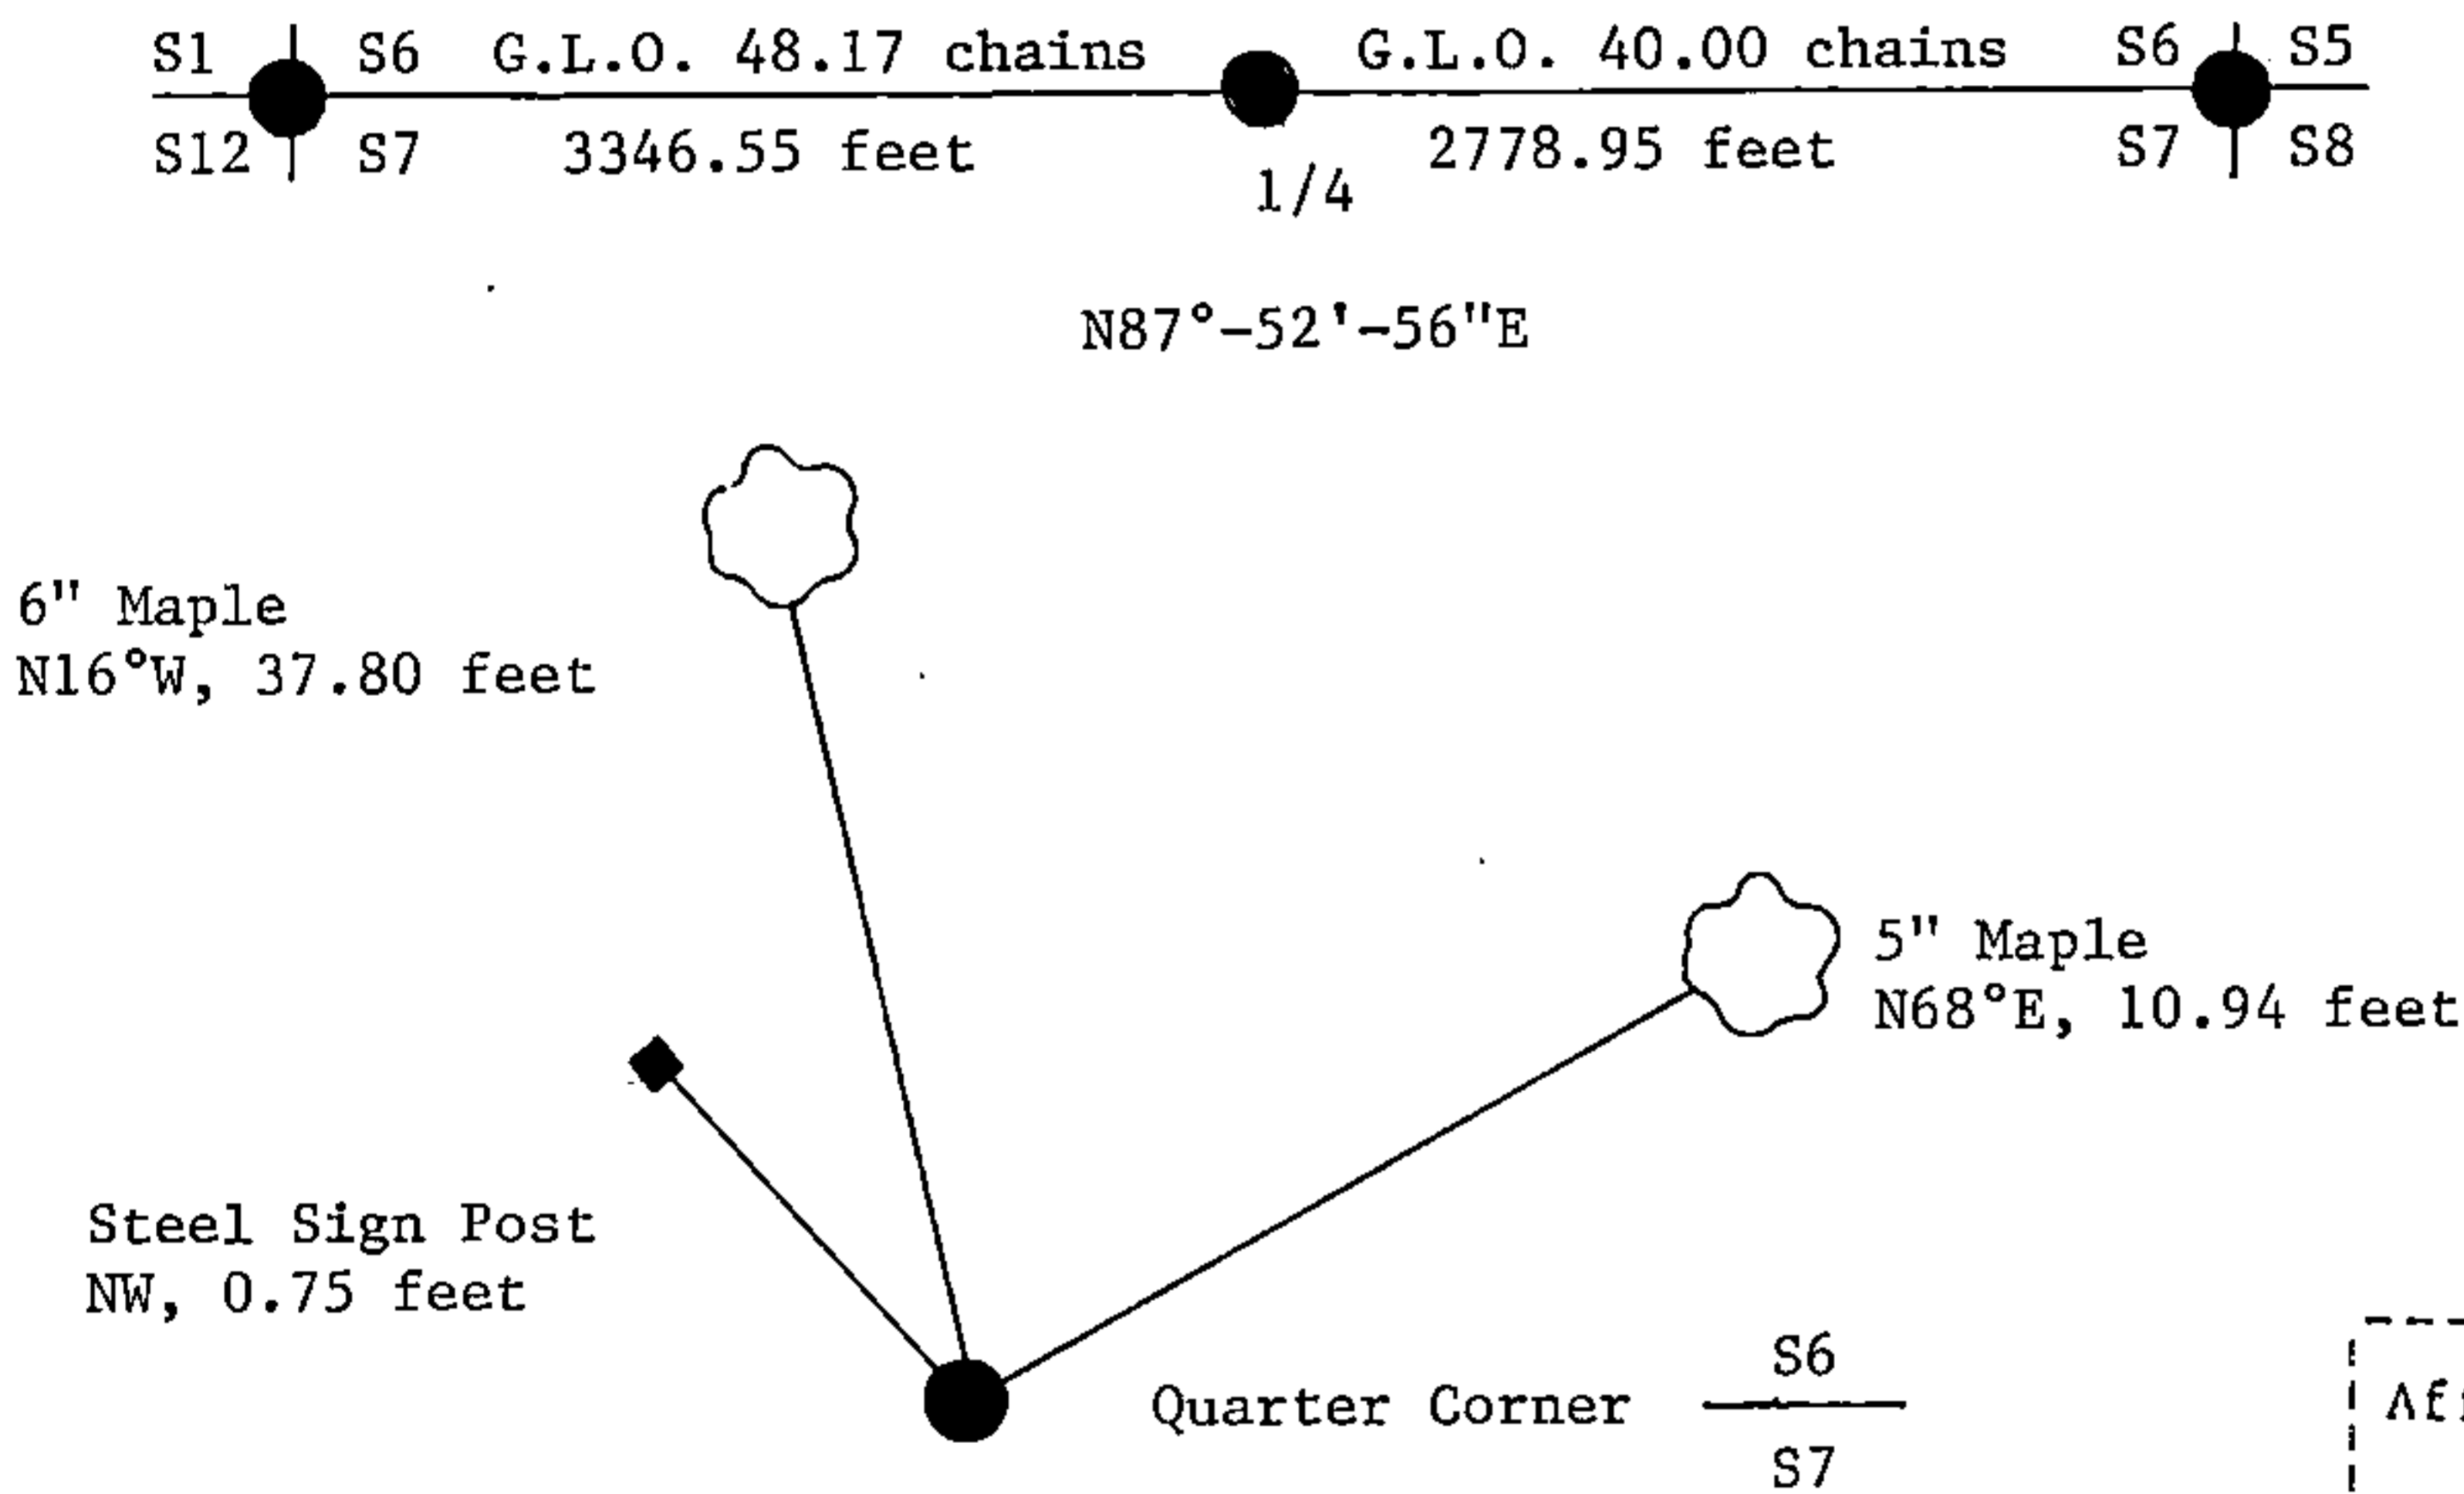 S1 S6 G.L.O. 48.17 chains G.L.O. 40.00 chains S6 S5
S12 S7 3346.55 feet 2778.95 feet S7 S8
1/4
N87°-52'-56"E
6" Maple
N16°W, 37.80 feet
5" Maple
N68°E, 10.94 feet
Steel Sign Post
NW, 0.75 feet
S6
Quarter Corner
S7